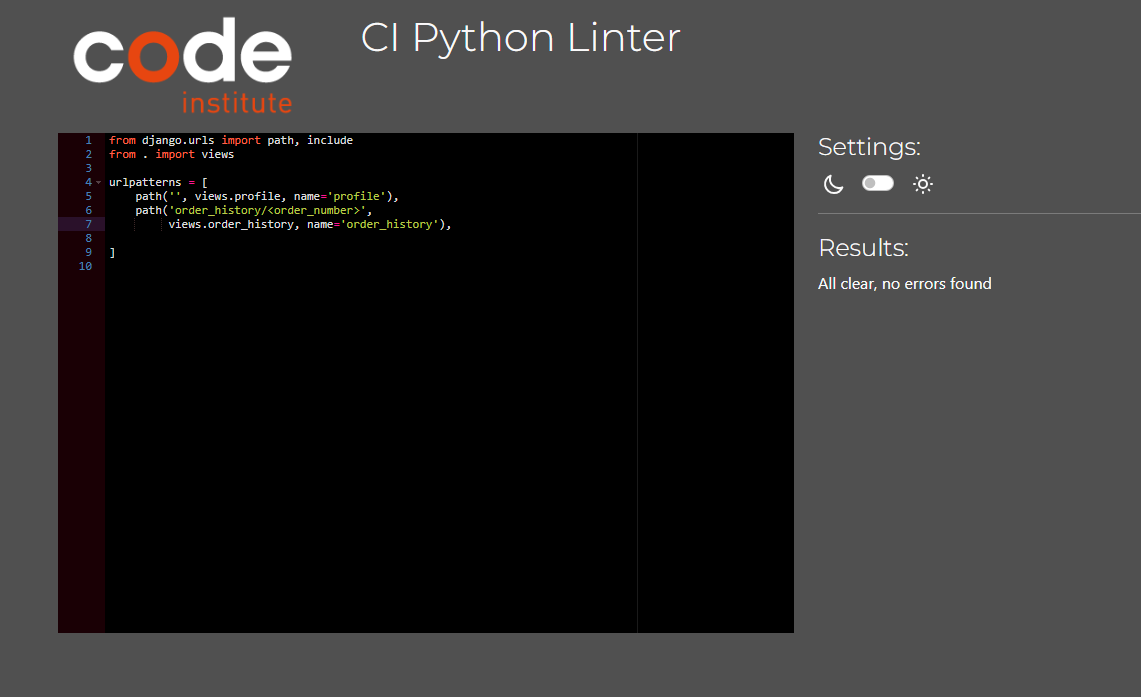 code
institute
CI Python Linter
1 from django.urls import path, include
2 from . import views
3
4 urlpatterns = [
5     path('', views.profile, name='profile'),
6     path('order_history/<order_number>',
7          views.order_history, name='order_history'),
8
9 ]
10
Settings:
Results:
All clear, no errors found